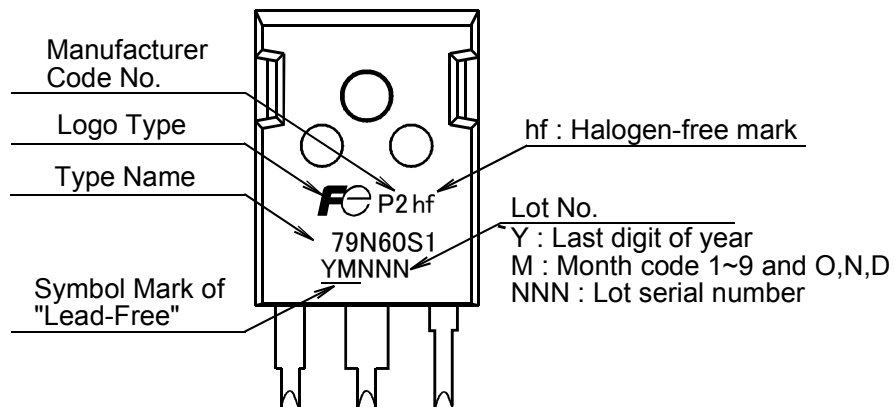 Manufacturer
Code No.
Logo Type
Type Name
Symbol Mark of
"Lead-Free"
Fe P2 hf
79N60S1
YMNNN
hf : Halogen-free mark
Lot No.
Y : Last digit of year
M : Month code 1~9 and O,N,D
NNN : Lot serial number